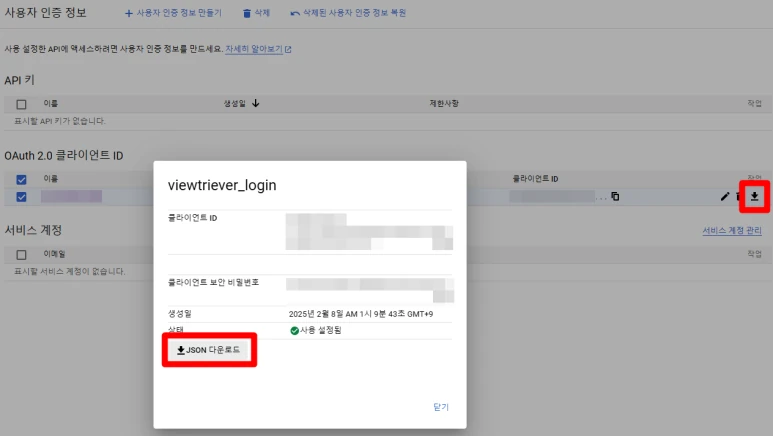 사용자 인증 정보
사용자 인증 정보 만들기
삭제
삭제된 사용자 인증 정보 복원
사용 설정한 API에 액세스하려면 사용자 인증 정보를 만드세요. 자세히 알아보기
API 키
이름 생성일 제한사항 작업
표시할 API 키가 없습니다.
OAuth 2.0 클라이언트 ID
이름 클라이언트 ID 작업
...
서비스 계정
서비스 계정 관리
이메일 작업
표시할 서비스 계정이 없습니다.
viewtriever_login
클라이언트 ID
클라이언트 보안 비밀번호
생성일 2025년 2월 8일 AM 1시 9분 43초 GMT+9
상태 사용 설정됨
JSON 다운로드
닫기